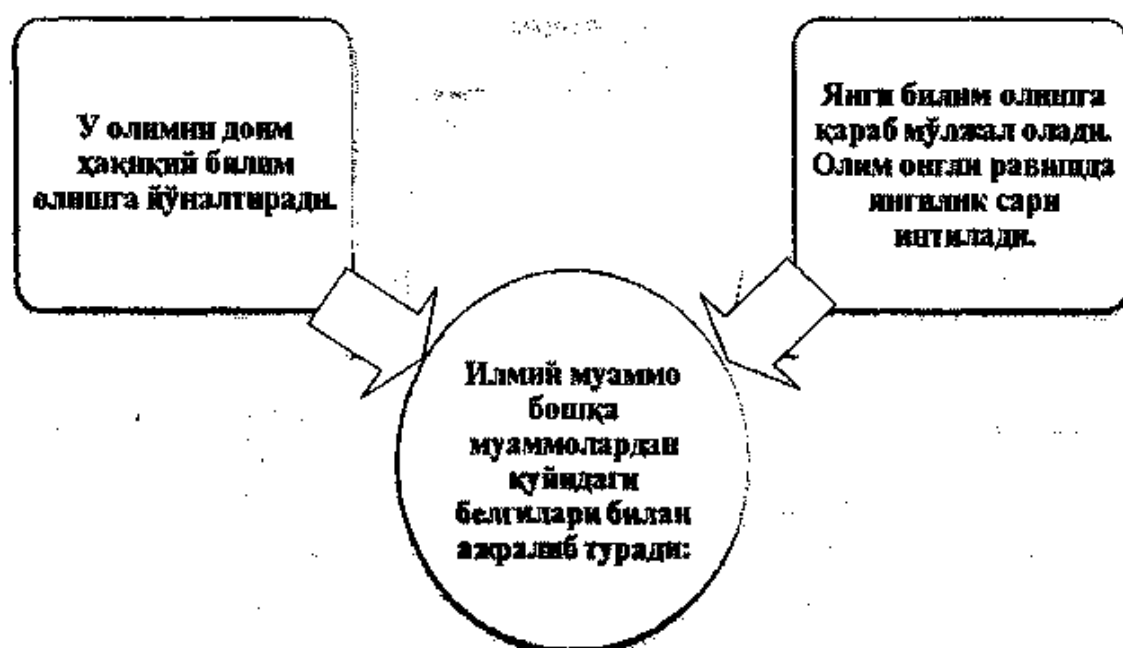 У олимни доим
ҳақиқий билим
олишга йўналтиради.
Янги билим олишга
қараб мўлжал олади.
Олим онгли равишда
янгилик сари
интилади.
Илмий муаммо
бошқа
муаммолардан
қуйидаги
белгилари билан
ажралиб туради: